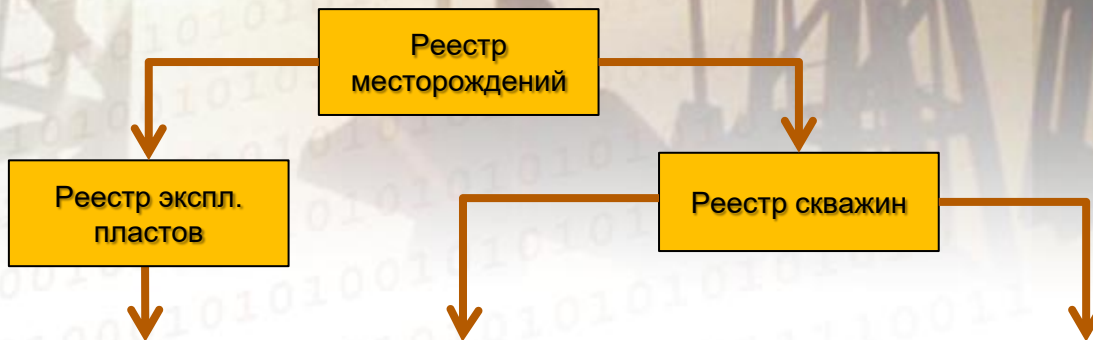 Реестр
месторождений
Реестр экспл.
пластов
Реестр скважин